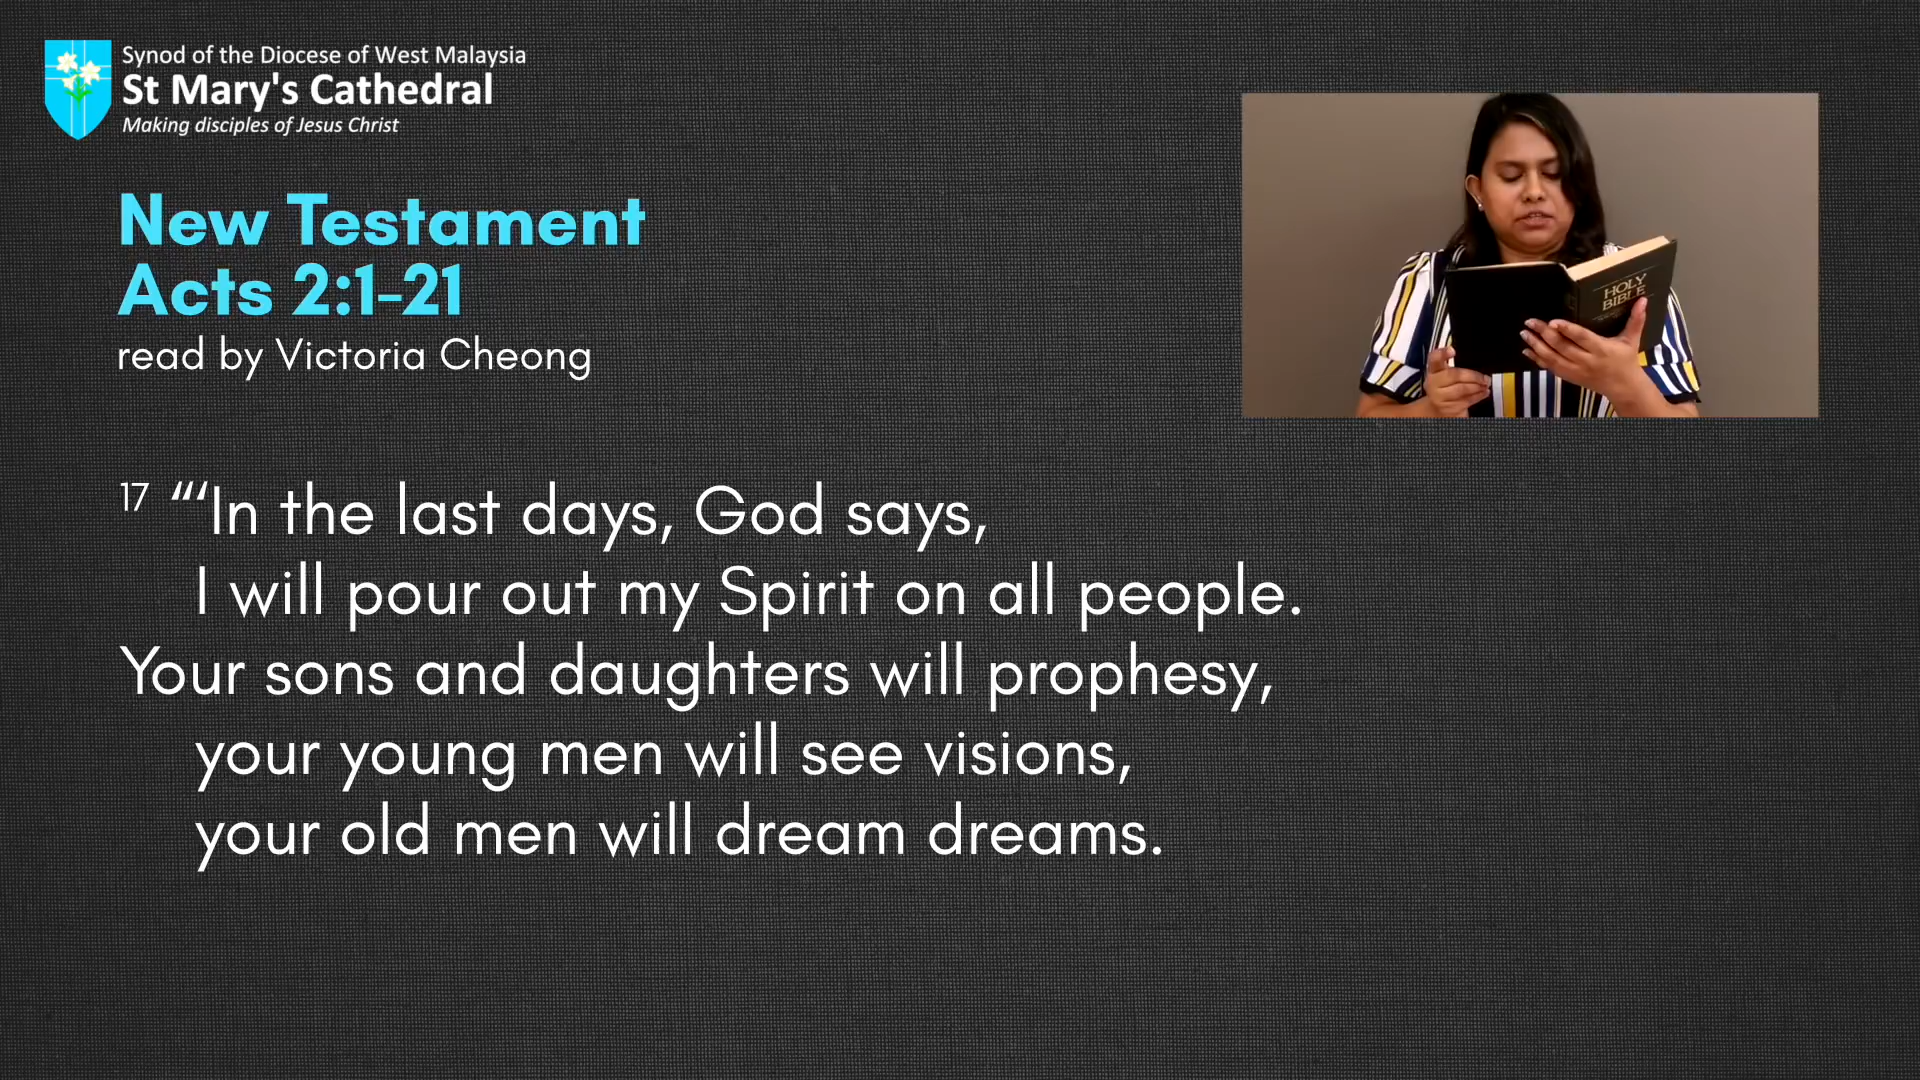 Synod of the Diocese of West Malaysia
St Mary's Cathedral
Making disciples of Jesus Christ
New Testament
Acts 2:1-21
read by Victoria Cheong
HOLY
BIBLE
17 “‘In the last days, God says,
I will pour out my Spirit on all people.
Your sons and daughters will prophesy,
your young men will see visions,
your old men will dream dreams.